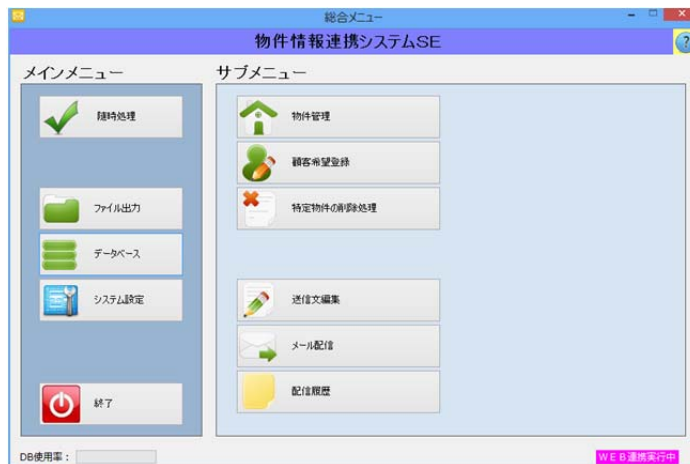 総合メニュー
物件情報連携システムSE
?
メインメニュー
サブメニュー
随時処理
ファイル出力
データベース
システム設定
終了
物件管理
顧客希望登録
特定物件の削除処理
送信文編集
メール配信
配信履歴
DB使用率：
ＷＥＢ連携実行中